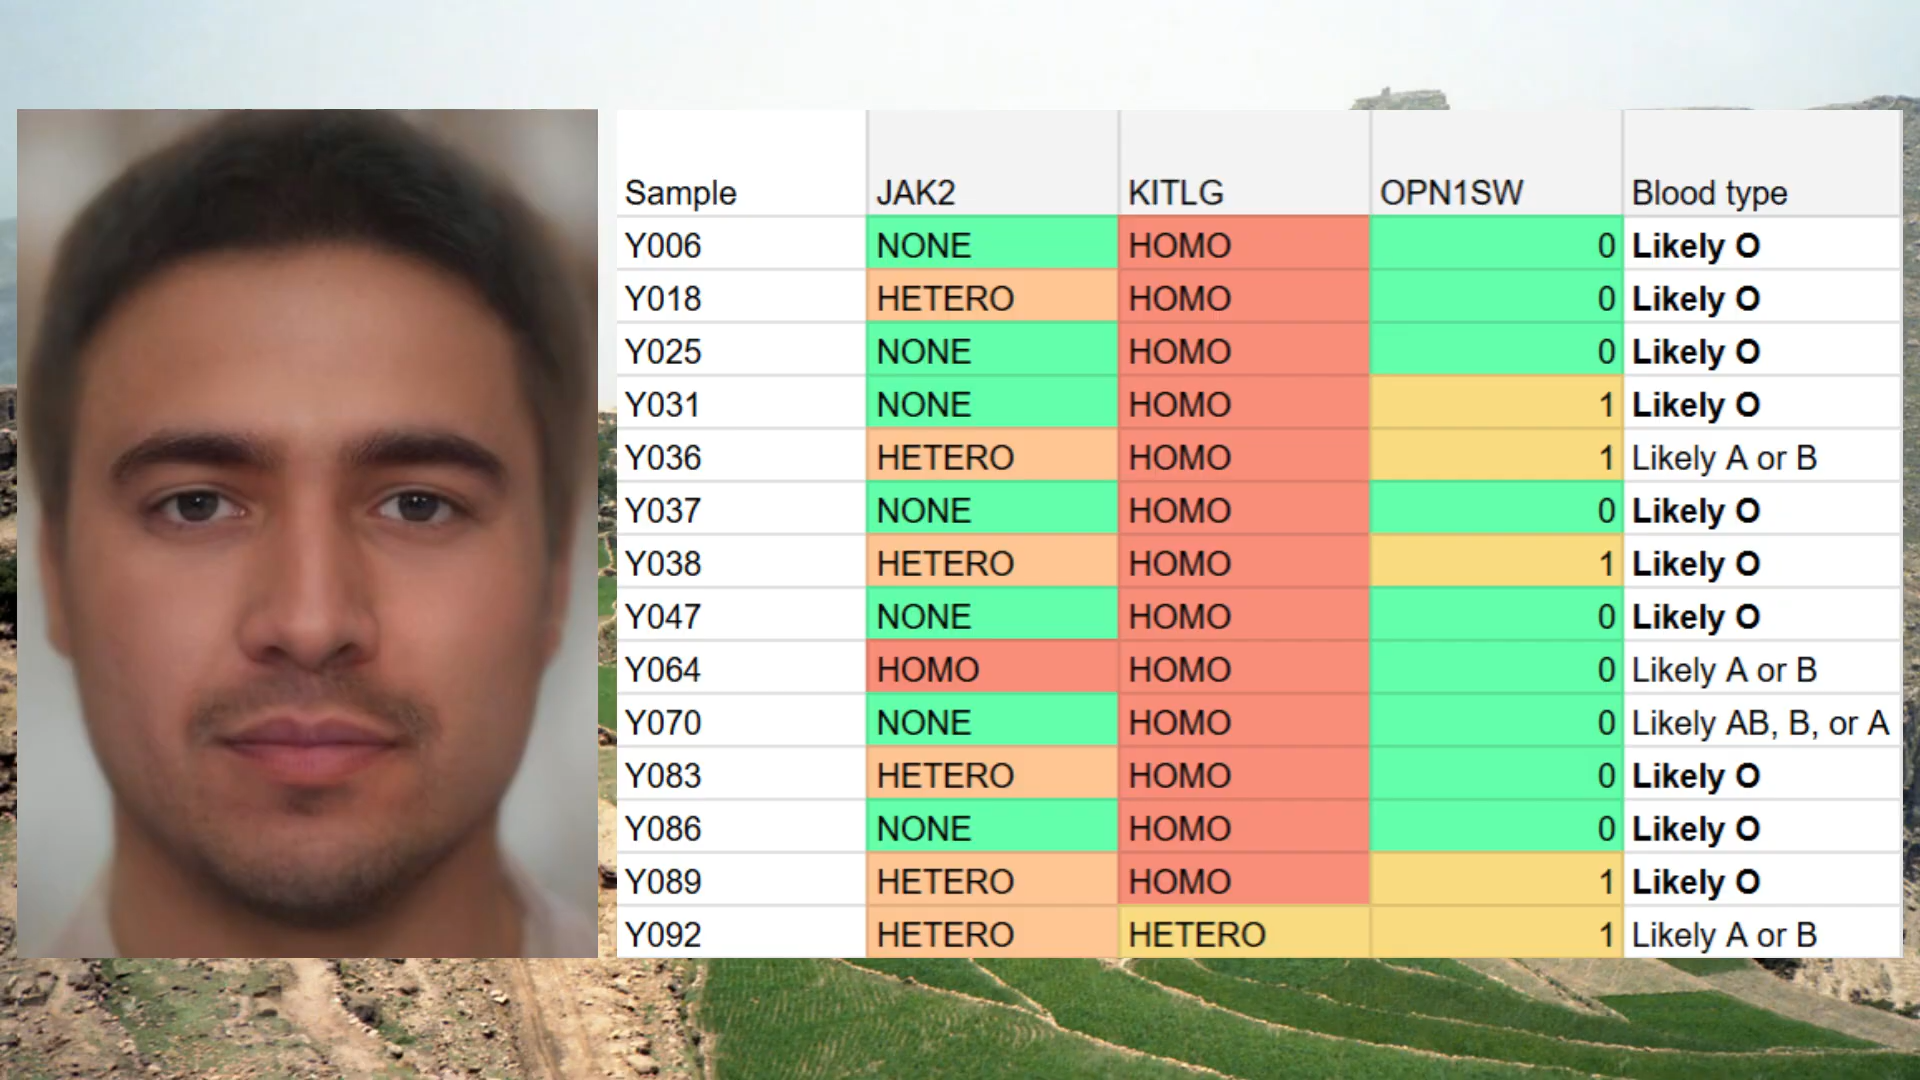 Sample JAK2 KITLG OPN1SW Blood type
Y006 NONE HOMO 0 Likely O
Y018 HETERO HOMO 0 Likely O
Y025 NONE HOMO 0 Likely O
Y031 NONE HOMO 1 Likely O
Y036 HETERO HOMO 1 Likely A or B
Y037 NONE HOMO 0 Likely O
Y038 HETERO HOMO 1 Likely O
Y047 NONE HOMO 0 Likely O
Y064 HOMO HOMO 0 Likely A or B
Y070 NONE HOMO 0 Likely AB, B, or A
Y083 HETERO HOMO 0 Likely O
Y086 NONE HOMO 0 Likely O
Y089 HETERO HOMO 1 Likely O
Y092 HETERO HETERO 1 Likely A or B